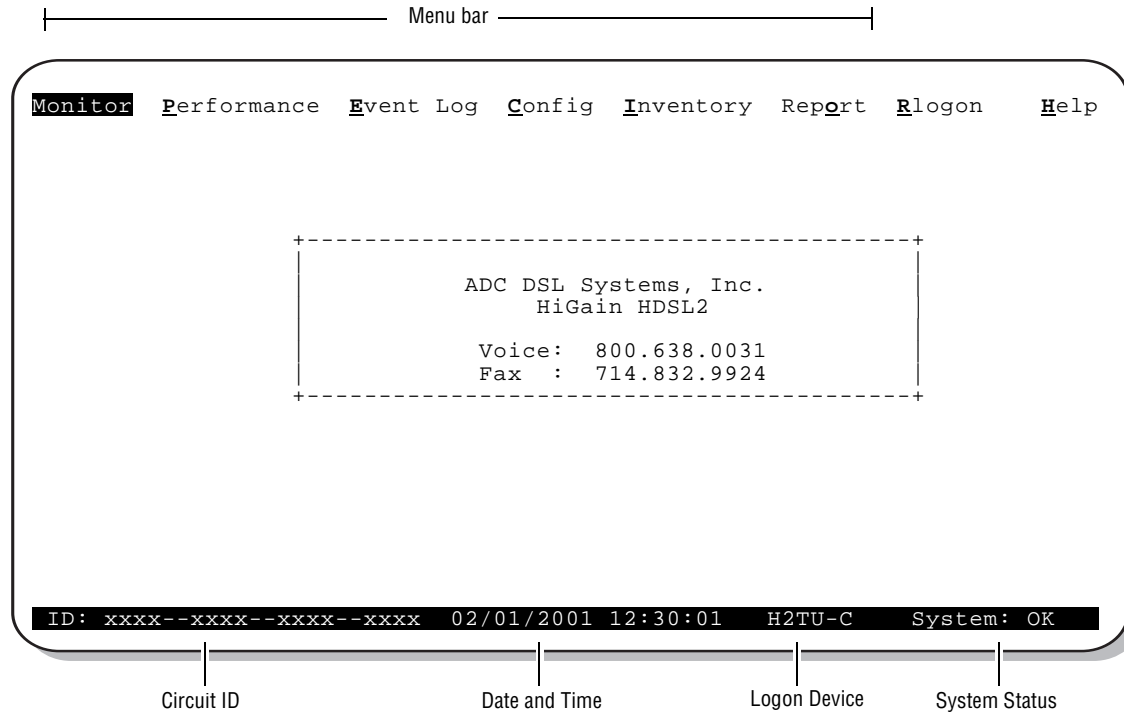 Menu bar
Monitor Performance Event Log Config Inventory Report Rlogon Help
ADC DSL Systems, Inc.
HiGain HDSL2
Voice: 800.638.0031
Fax : 714.832.9924
ID: xxxx--xxxx--xxxx--xxxx 02/01/2001 12:30:01 H2TU-C System: OK
Circuit ID Date and Time Logon Device System Status